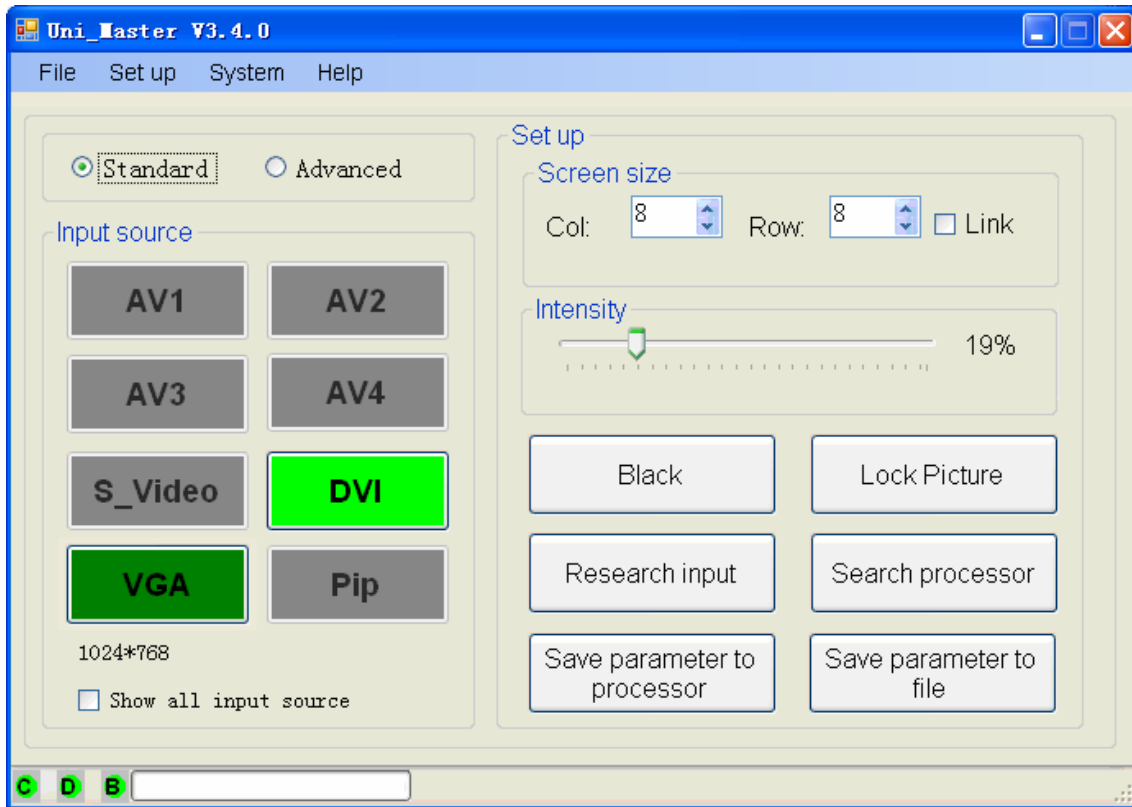 Uni_Master V3.4.0
File Set up System Help
Standard Advanced
Input source
AV1 AV2
AV3 AV4
S_Video DVI
VGA Pip
1024*768
Show all input source
Set up
Screen size
Col: 8 Row: 8 Link
Intensity
19%
Black Lock Picture
Research input Search processor
Save parameter to
processor
Save parameter to
file
C D B